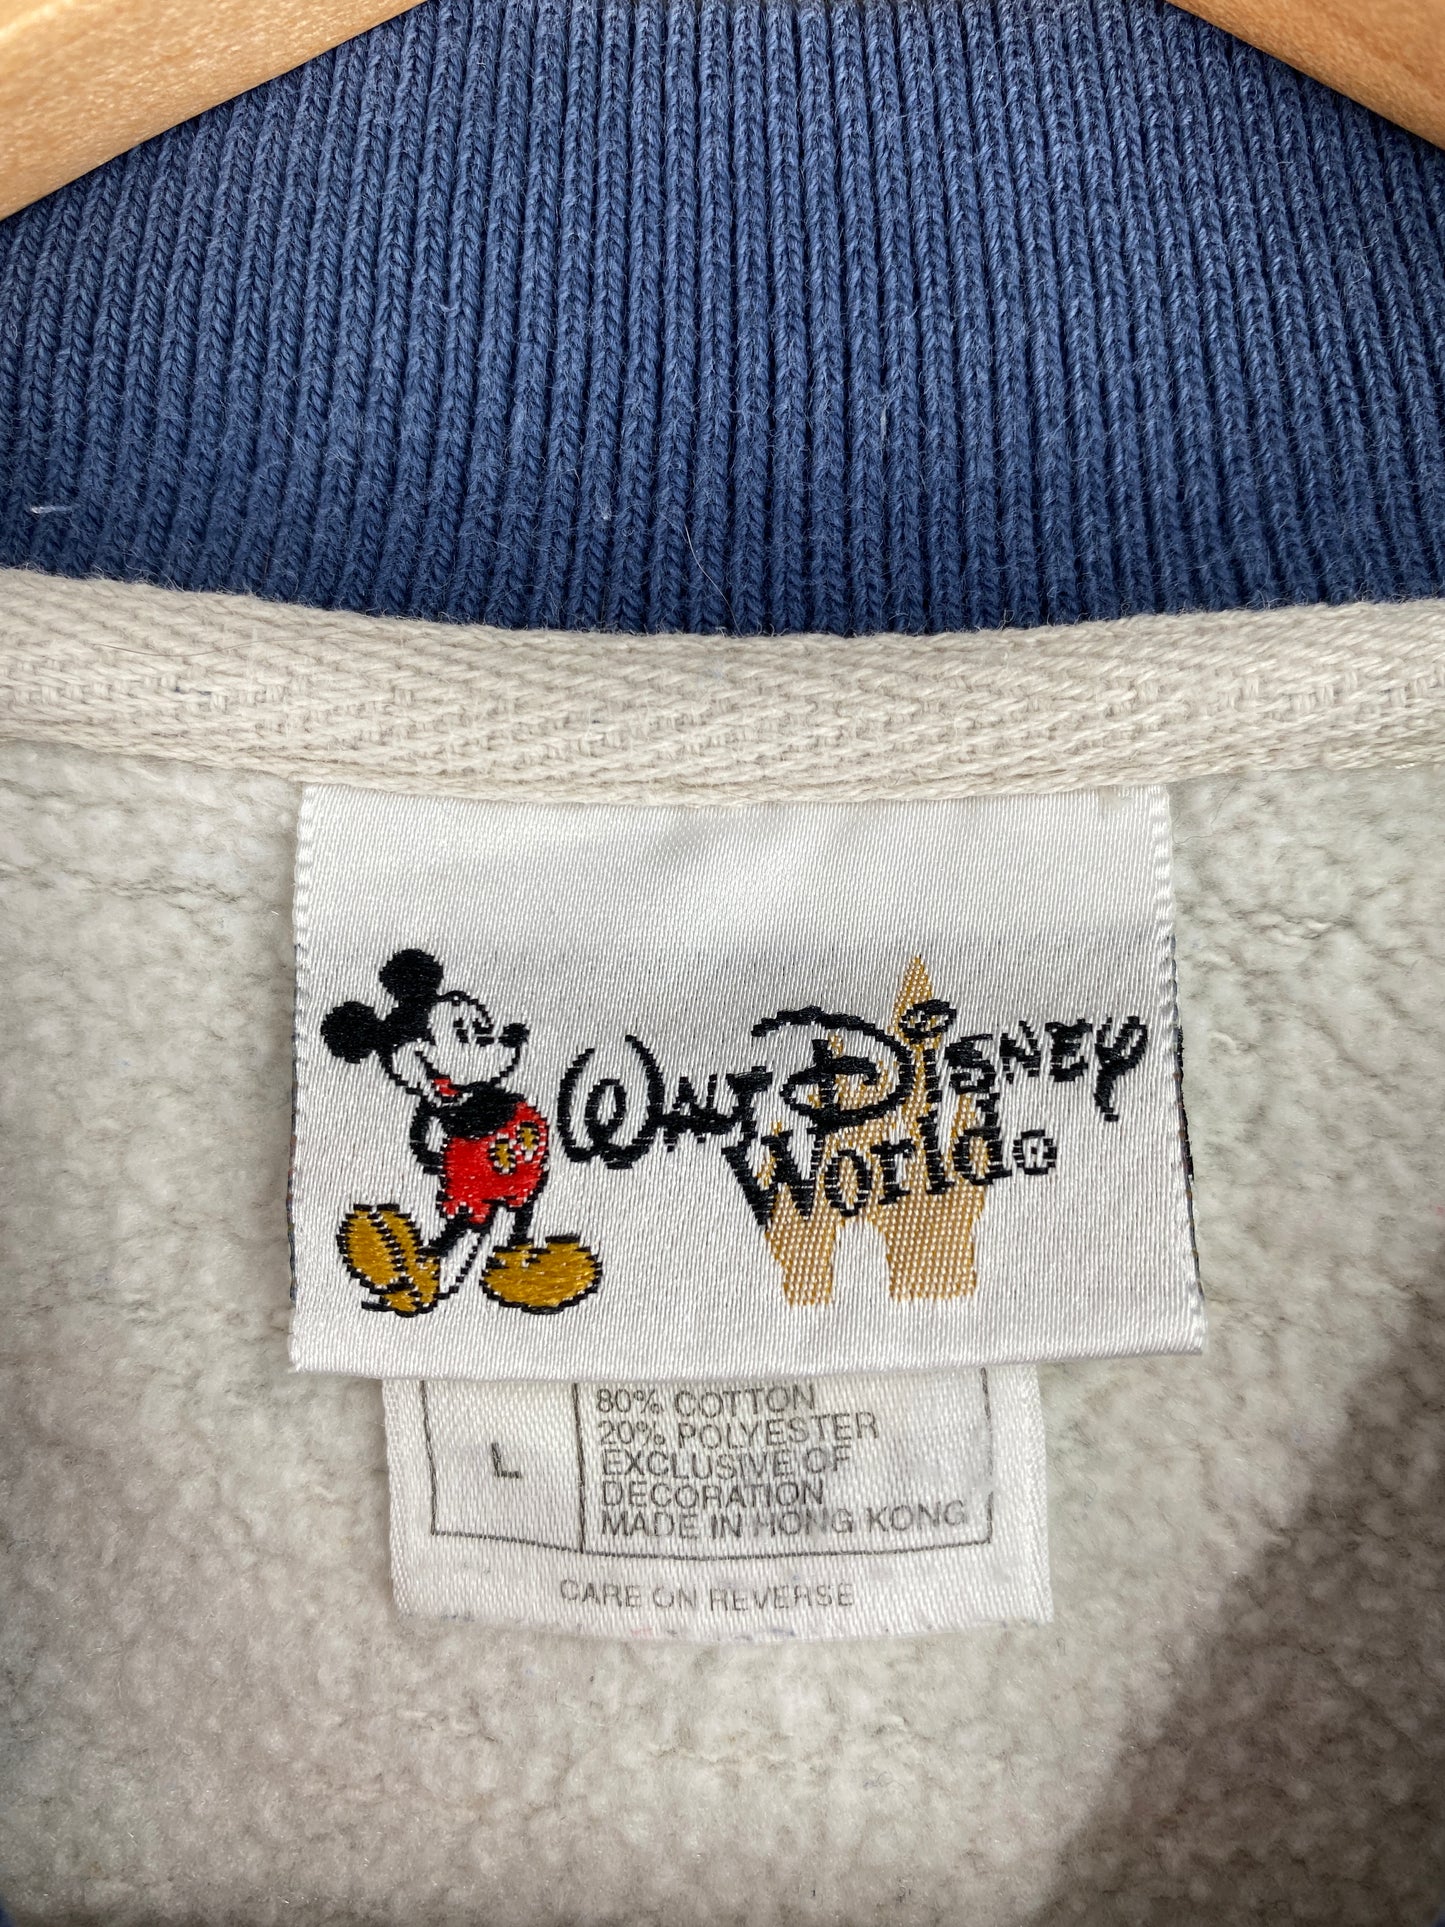 Walt Disney
World®
L
80% COTTON
20% POLYESTER
EXCLUSIVE OF
DECORATION
MADE IN HONG KONG
CARE ON REVERSE